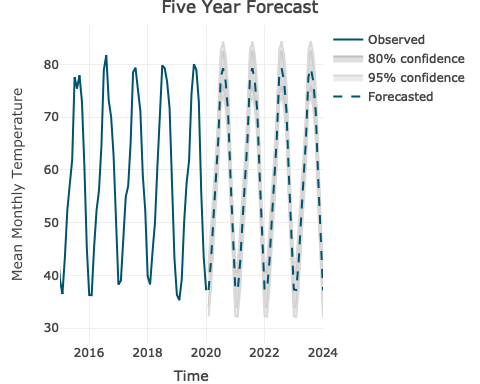 Five Year Forecast
Observed
80% confidence
95% confidence
Forecasted
Mean Monthly Temperature
80
70
60
50
40
30
2016
2018
2020
2022
2024
Time